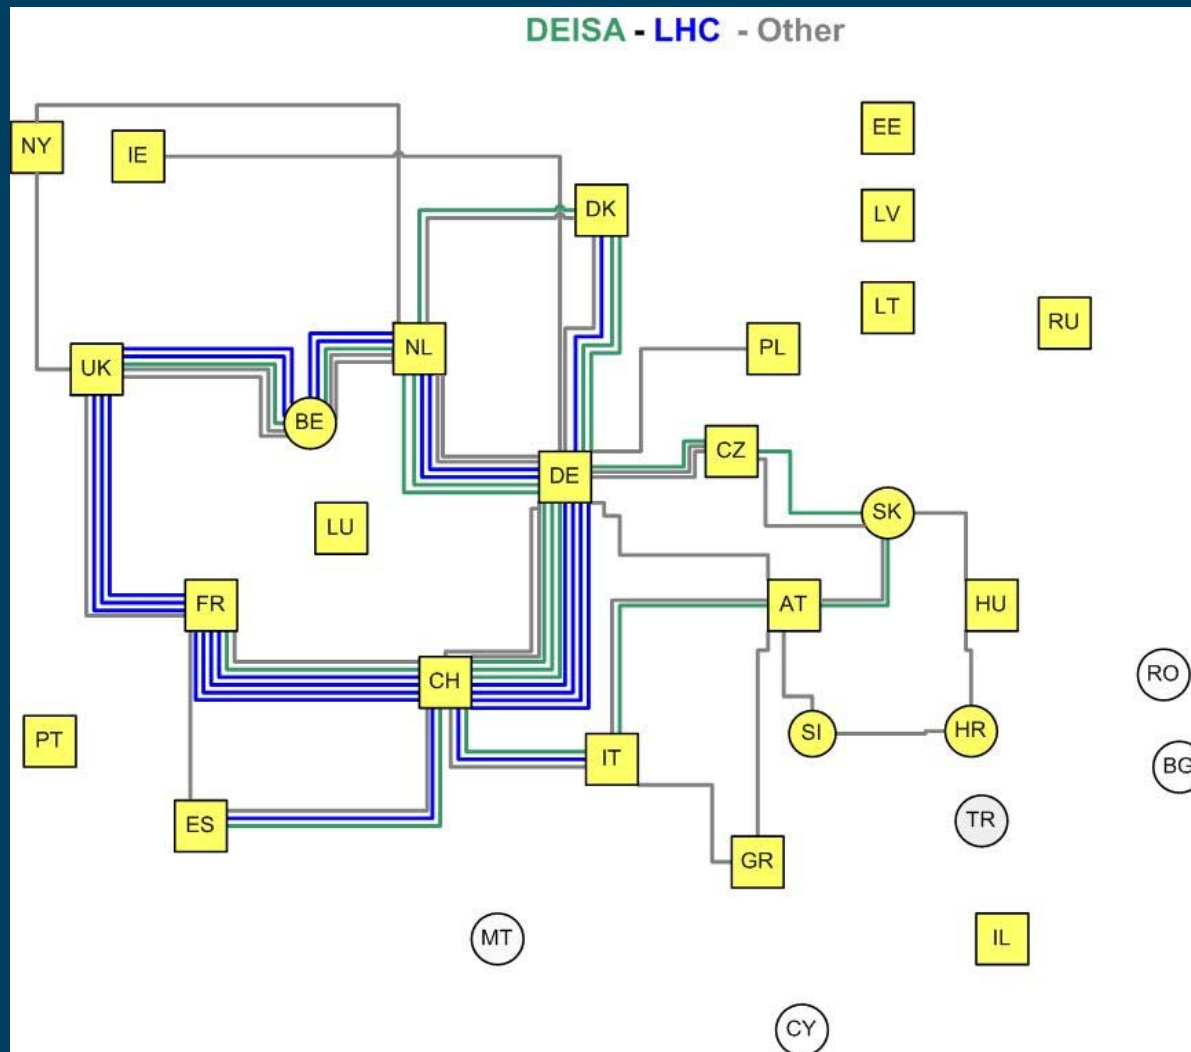 DEISA - LHC - Other
EE
NY
IE
DK
LV
LT
RU
NL
PL
UK
BE
CZ
DE
SK
LU
FR
AT
HU
CH
RO
PT
SI
HR
IT
BG
TR
ES
GR
MT
IL
CY